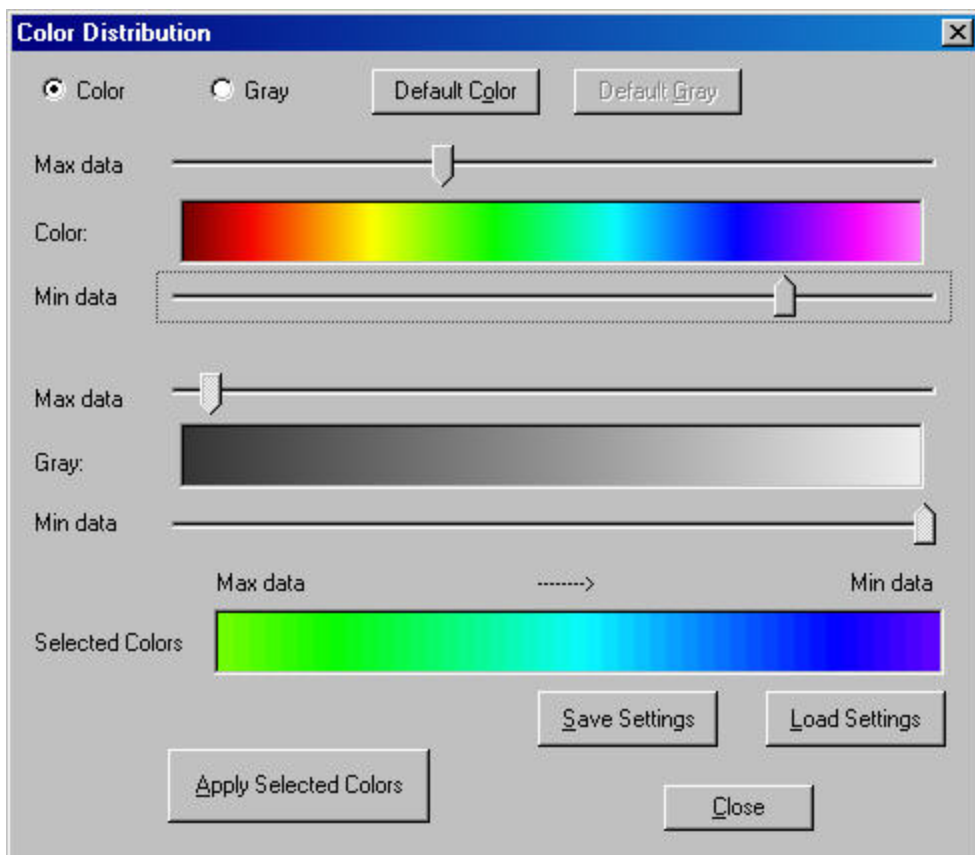 Color Distribution
Color Gray Default Color Default Gray
Max data
Color:
Min data
Max data
Gray:
Min data
Max data --------> Min data
Selected Colors
Save Settings Load Settings
Apply Selected Colors
Close